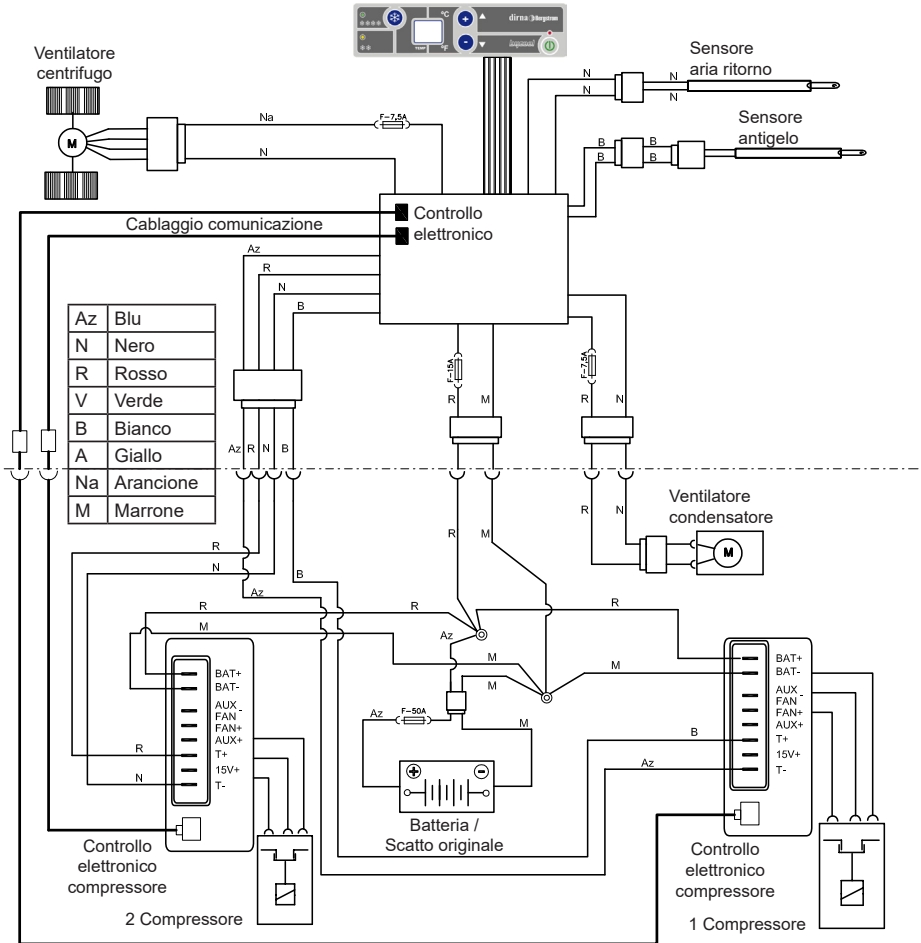 °C
dirna Bergstrom
TEMP
°F
Ventilatore
centrifugo
M
Na
F-7,5A
N
N
N
N
N
Sensore
aria ritorno
B
B
B
B
Sensore
antigelo
Cablaggio comunicazione
Controllo
elettronico
Az
R
N
B
Az Blu
N Nero
R Rosso
V Verde
B Bianco
A Giallo
Na Arancione
M Marrone
F-15A
F-7,5A
R
M
R
N
Az
R
N
B
R
M
R
N
Ventilatore
condensatore
M
R
N
B
Az
R
R
R
M
Az
M
M
M
BAT+
BAT-
AUX -
FAN
FAN+
AUX+
T+
15V+
T-
R
N
Az
F-50A
M
+
-
Batteria /
Scatto originale
B
Az
BAT+
BAT-
AUX -
FAN
FAN+
AUX+
T+
15V+
T-
Controllo
elettronico
compressore
2 Compressore
Controllo
elettronico
compressore
1 Compressore